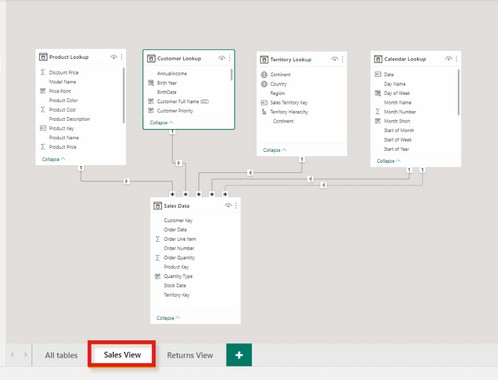 Product Lookup
Discount Price
Model Name
Price Point
Product Color
Product Cost
Product Description
Product Key
Product Name
Product Price
Collapse
Customer Lookup
AnnualIncome
Birth Year
BirthDate
Customer Full Name (CC)
Customer Priority
Collapse
Territory Lookup
Continent
Country
Region
Sales Territory Key
Territory Hierarchy
Continent
Collapse
Calendar Lookup
Date
Day Name
Day of Week
Month Name
Month Number
Month Short
Start of Month
Start of Week
Start of Year
Collapse
1
1
1
1
1
Sales Data
Customer Key
Order Date
Order Line Item
Order Number
Order Quantity
Product Key
Quantity Type
Stock Date
Territory Key
Collapse
All tables
Sales View
Returns View
+